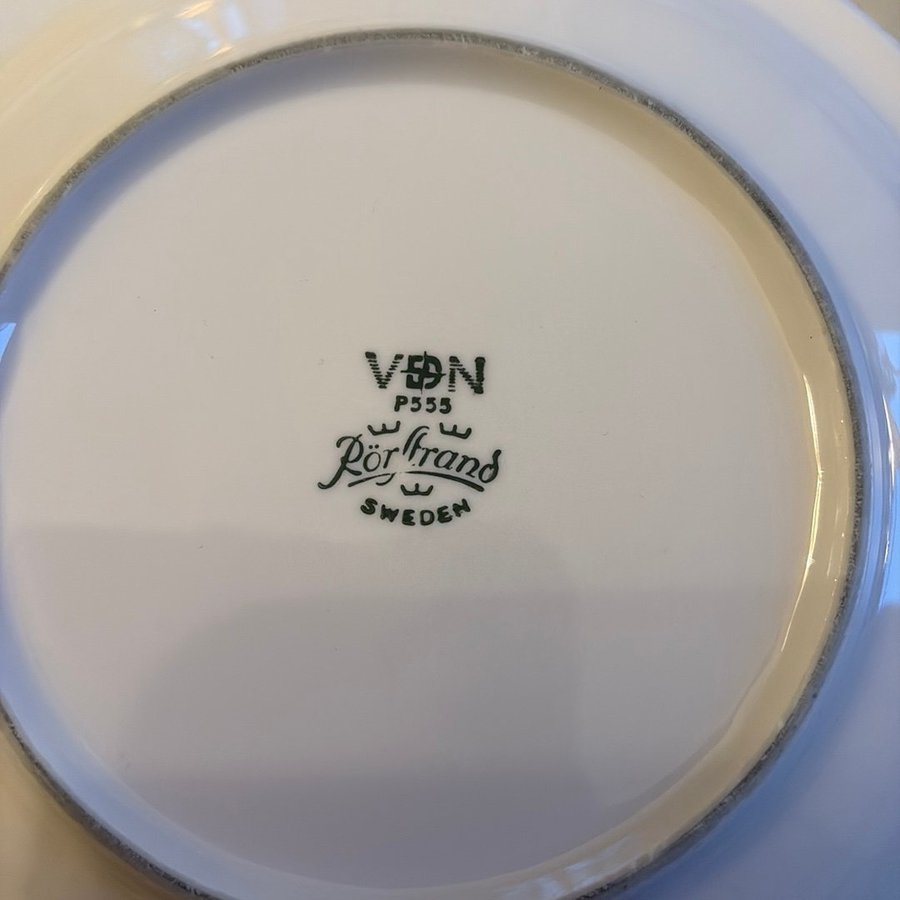 VDN
P555
Rörstrand
SWEDEN